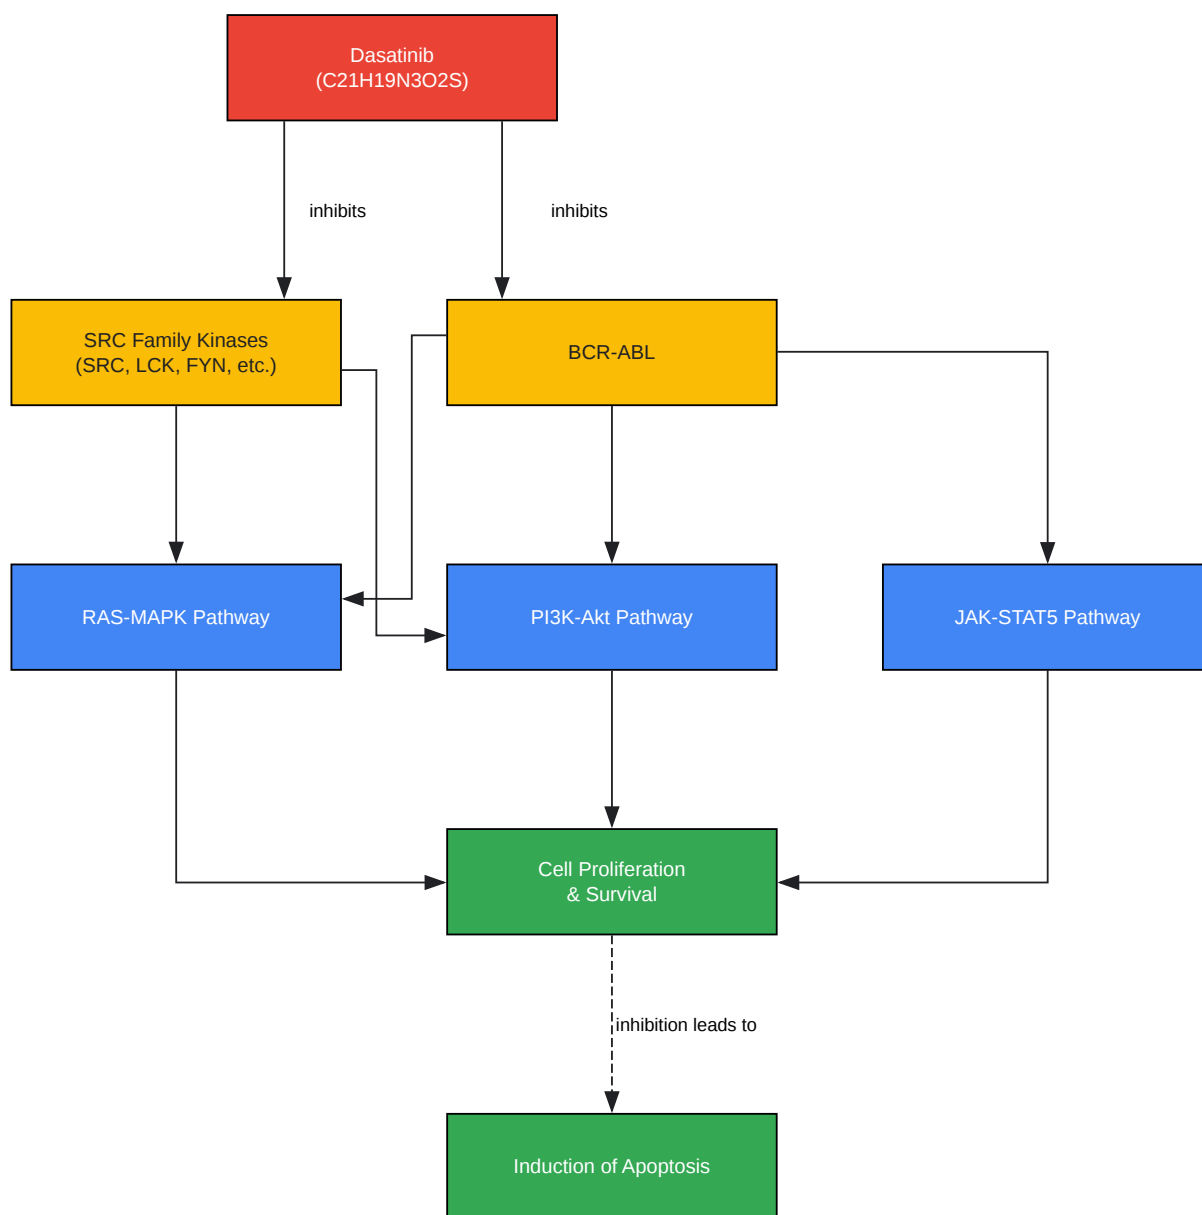 Dasatinib
(C21H19N3O2S)
inhibits
inhibits
SRC Family Kinases
(SRC, LCK, FYN, etc.)
BCR-ABL
RAS-MAPK Pathway
PI3K-Akt Pathway
JAK-STAT5 Pathway
Cell Proliferation
& Survival
inhibition leads to
Induction of Apoptosis